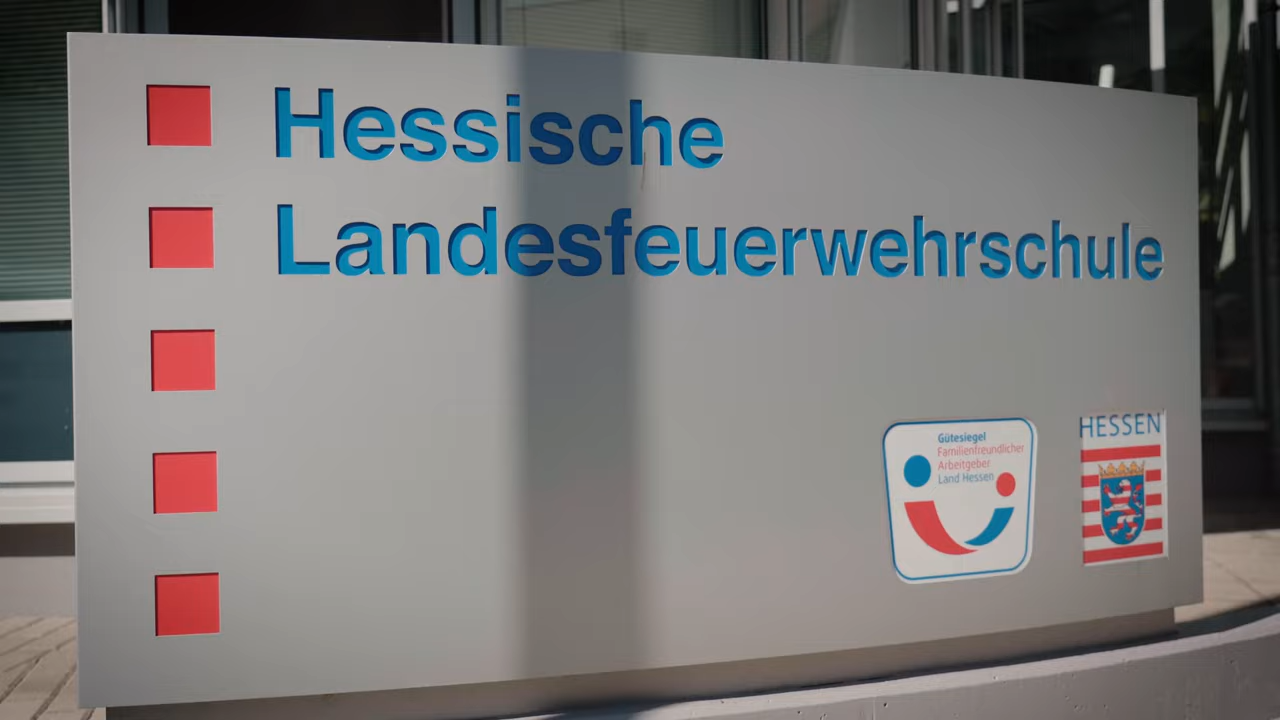 Hessische
Landesfeuerwehrschule
Gütesiegel
Familienfreundlicher
Arbeitgeber
Land Hessen
HESSEN